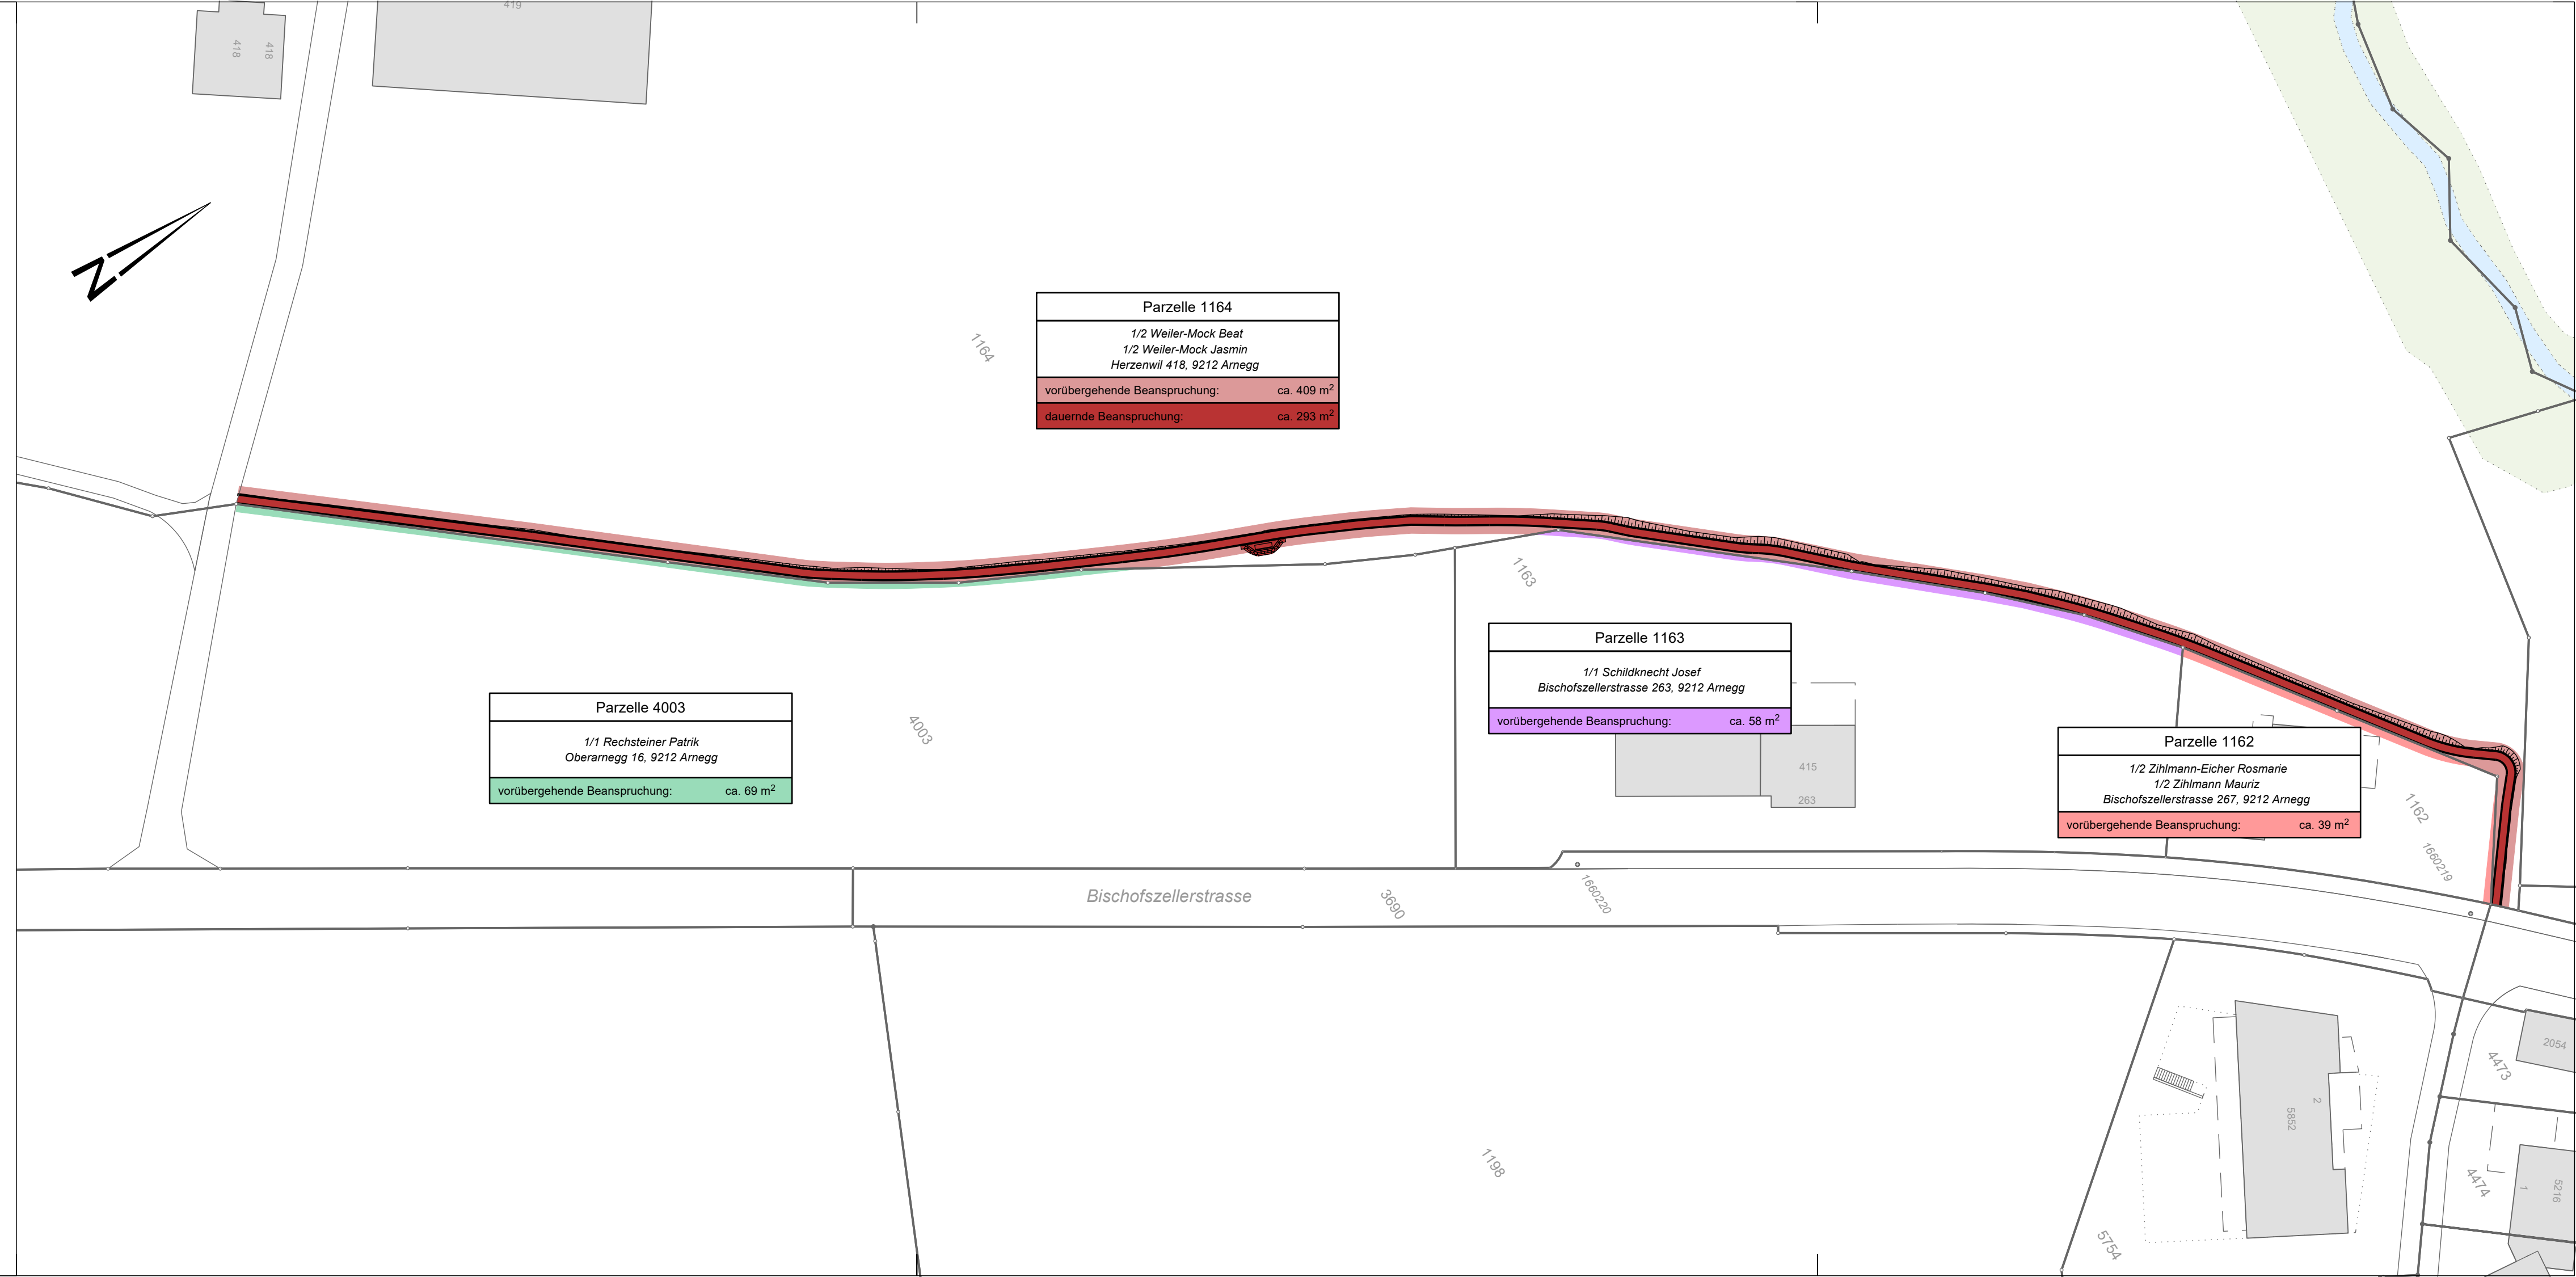 419
418
418
N
1164
Parzelle 1164
1/2 Weiler-Mock Beat
1/2 Weiler-Mock Jasmin
Herzenwil 418, 9212 Arnegg
vorübergehende Beanspruchung: ca. 409 m²
dauernde Beanspruchung: ca. 293 m²
1163
Parzelle 1163
1/1 Schildknecht Josef
Bischofszellerstrasse 263, 9212 Arnegg
vorübergehende Beanspruchung: ca. 58 m²
415
263
4003
Parzelle 4003
1/1 Rechsteiner Patrik
Oberarnegg 16, 9212 Arnegg
vorübergehende Beanspruchung: ca. 69 m²
Parzelle 1162
1/2 Zihlmann-Eicher Rosmarie
1/2 Zihlmann Mauriz
Bischofszellerstrasse 267, 9212 Arnegg
vorübergehende Beanspruchung: ca. 39 m²
1162
1660219
Bischofszellerstrasse
3690
1660220
2054
4473
2
5852
1198
4474
1
5216
5754